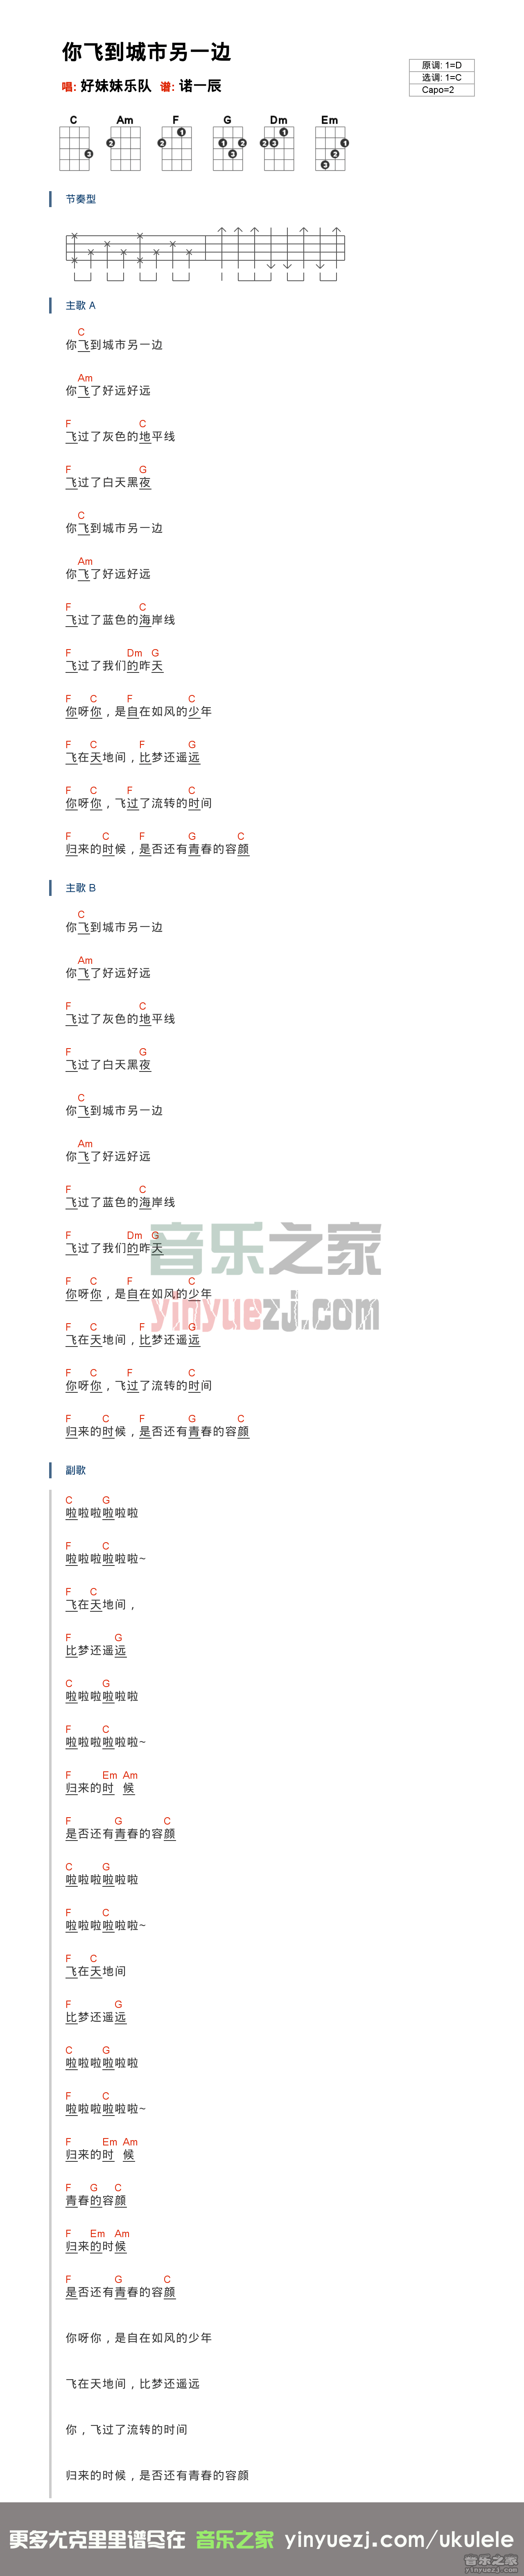 你飞到城市另一边
唱: 好妹妹乐队 谱: 诺一辰
原调: 1=D
选调: 1=C
Capo=2
C Am F G Dm Em
节奏型
主歌 A
C
你飞到城市另一边
Am
你飞了好远好远
F C
飞过了灰色的地平线
F G
飞过了白天黑夜
C
你飞到城市另一边
Am
你飞了好远好远
F C
飞过了蓝色的海岸线
F Dm G
飞过了我们的昨天
F C F C
你呀你，是自在如风的少年
F C F G
飞在天地间，比梦还遥远
F C F C
你呀你，飞过了流转的时间
F C F G C
归来的时候，是否还有青春的容颜
主歌 B
C
你飞到城市另一边
Am
你飞了好远好远
F C
飞过了灰色的地平线
F G
飞过了白天黑夜
C
你飞到城市另一边
Am
你飞了好远好远
F C
飞过了蓝色的海岸线
F Dm G
飞过了我们的昨天
音乐之家
F C F C
你呀你，是自在如风的少年
yinyuezj.com
F C F G
飞在天地间，比梦还遥远
F C F C
你呀你，飞过了流转的时间
F C F G C
归来的时候，是否还有青春的容颜
副歌
C G
啦啦啦啦啦啦
F C
啦啦啦啦啦啦~
F C
飞在天地间，
F G
比梦还遥远
C G
啦啦啦啦啦啦
F C
啦啦啦啦啦啦~
F Em Am
归来的时 候
F G C
是否还有青春的容颜
C G
啦啦啦啦啦啦
F C
啦啦啦啦啦啦~
F C
飞在天地间
F G
比梦还遥远
C G
啦啦啦啦啦啦
F C
啦啦啦啦啦啦~
F Em Am
归来的时 候
F G C
青春的容颜
F Em Am
归来的时候
F G C
是否还有青春的容颜
你呀你，是自在如风的少年
飞在天地间，比梦还遥远
你，飞过了流转的时间
归来的时候，是否还有青春的容颜
更多尤克里里谱尽在 音乐之家 yinyuezj.com/ukulele
音乐之家
yinyuezj.com